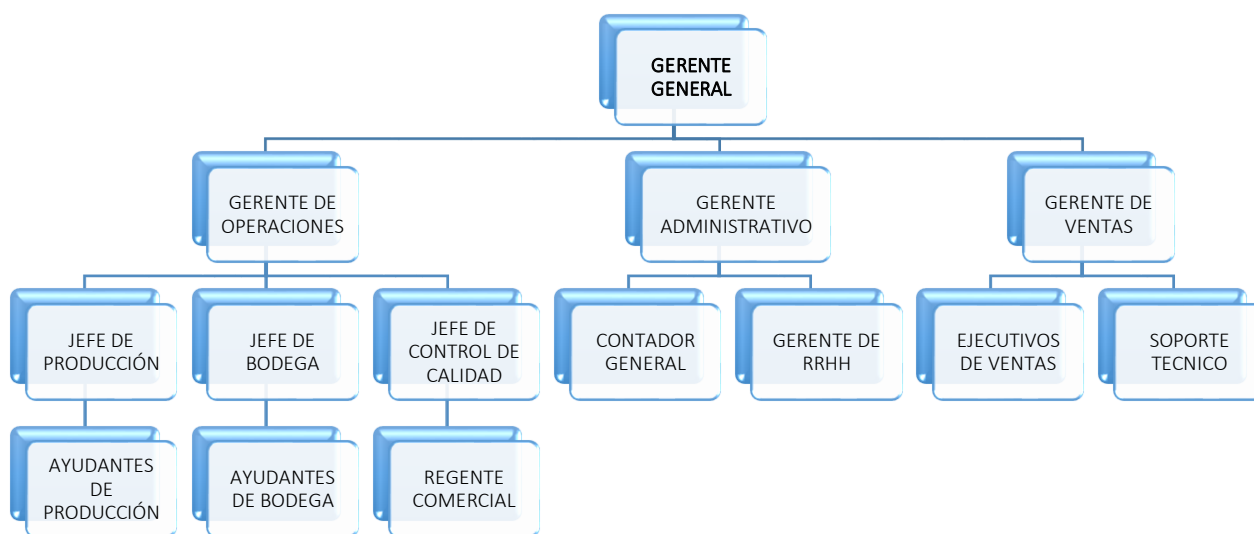 GERENTE
GENERAL
GERENTE DE
OPERACIONES
GERENTE
ADMINISTRATIVO
GERENTE DE
VENTAS
JEFE DE
PRODUCCIÓN
JEFE DE
BODEGA
JEFE DE
CONTROL DE
CALIDAD
CONTADOR
GENERAL
GERENTE DE
RRHH
EJECUTIVOS
DE VENTAS
SOPORTE
TECNICO
AYUDANTES
DE
PRODUCCIÓN
AYUDANTES
DE BODEGA
REGENTE
COMERCIAL